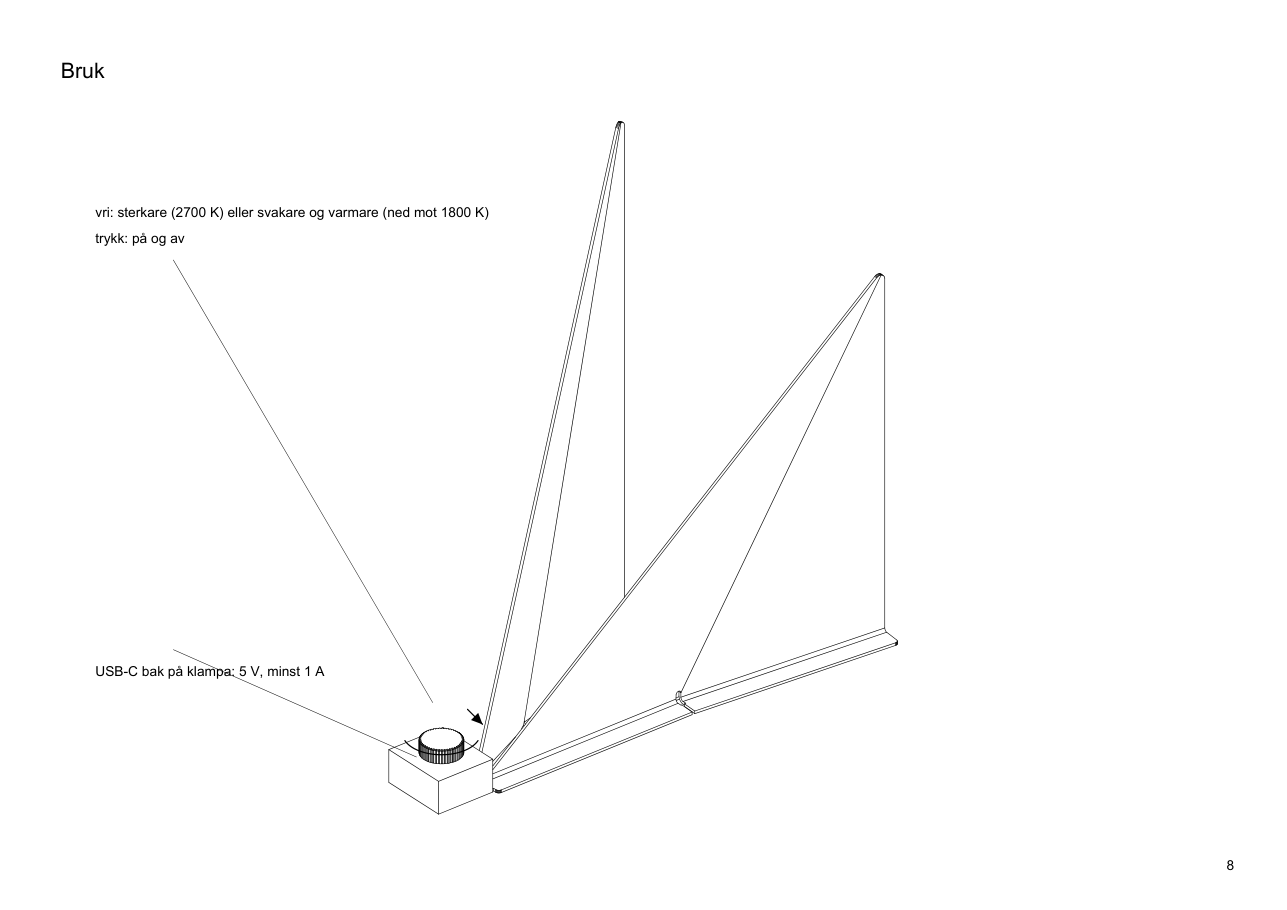 Bruk
vri: sterkare (2700 K) eller svakare og varmare (ned mot 1800 K)
trykk: på og av
USB-C bak på klampa: 5 V, minst 1 A
8